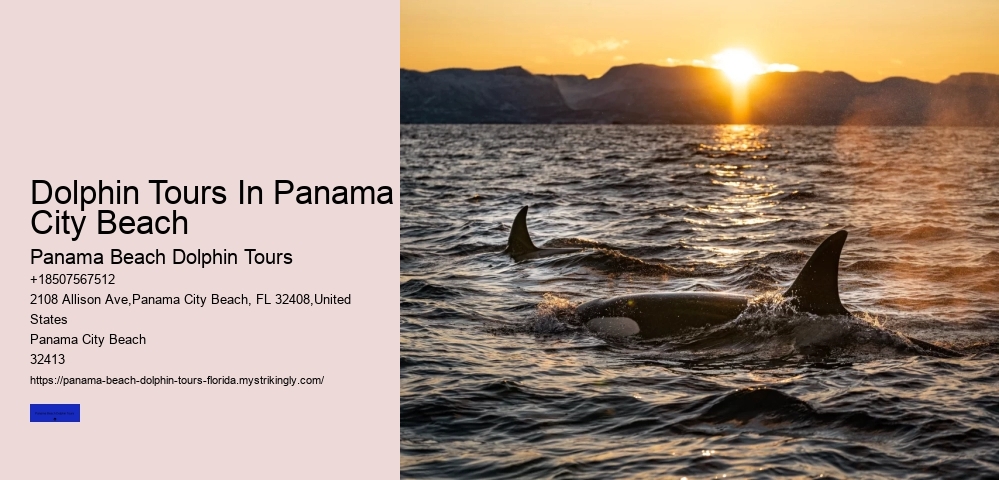 Dolphin Tours In Panama
City Beach
Panama Beach Dolphin Tours
+18507567512
2108 Allison Ave,Panama City Beach, FL 32408,United
States
Panama City Beach
32413
https://panama-beach-dolphin-tours-florida.mystrikingly.com/